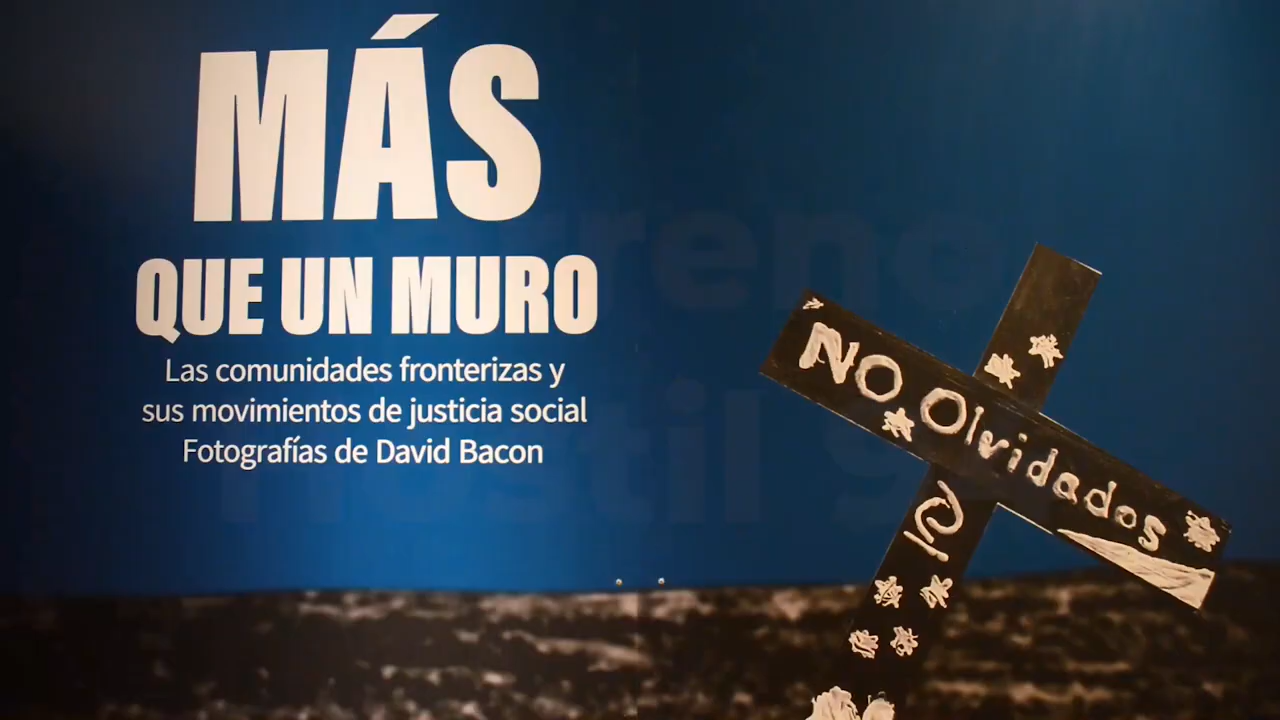 MÁS
QUE UN MURO
Las comunidades fronterizas y
sus movimientos de justicia social
Fotografías de David Bacon
NO Olvidados